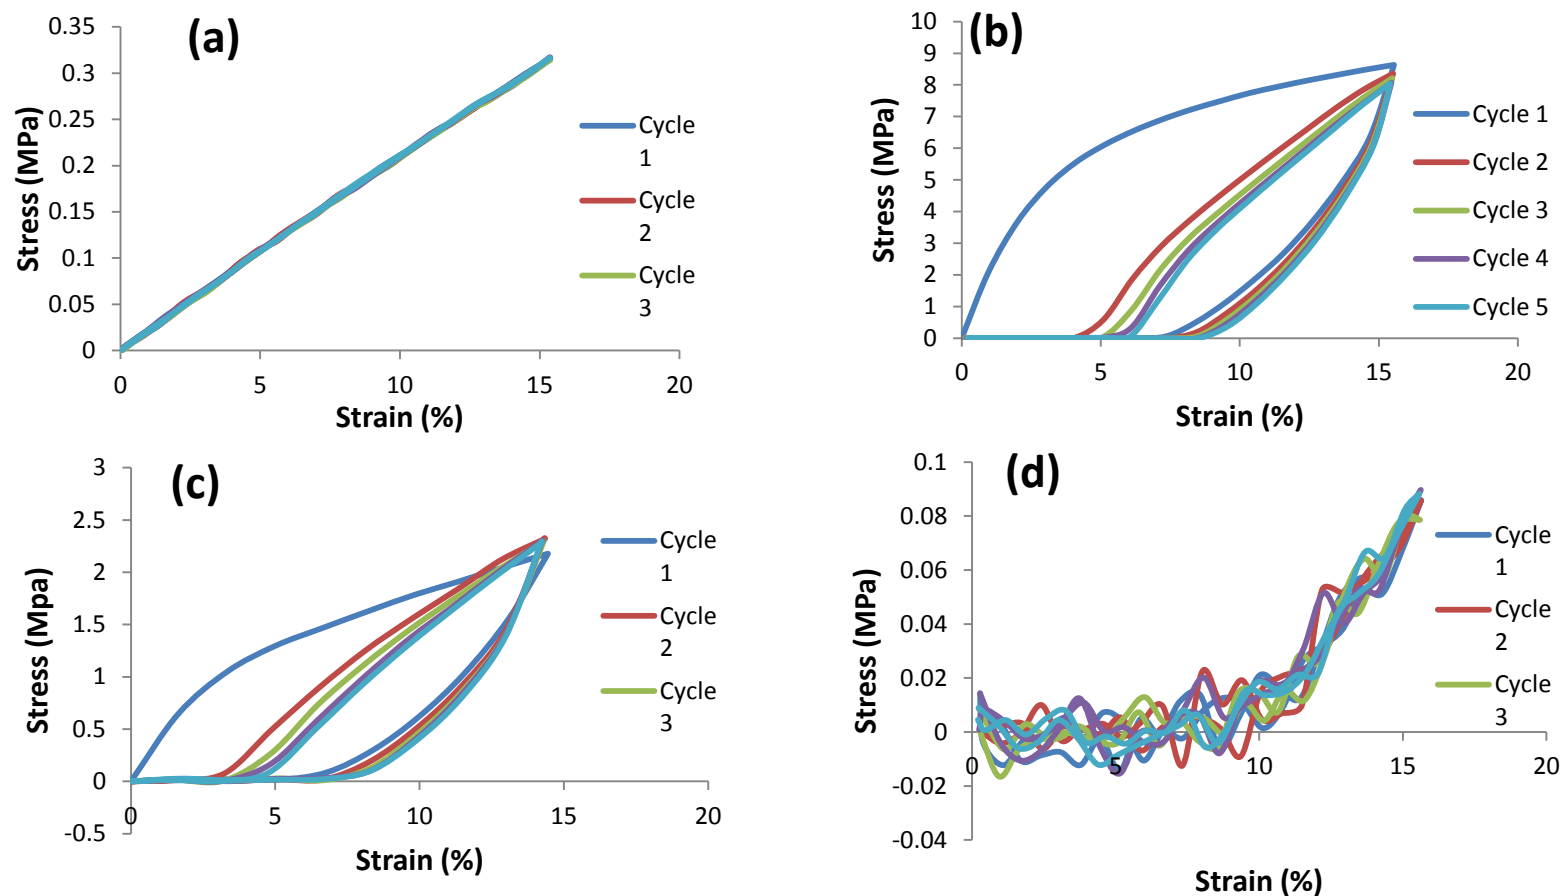 (a)
Stress (MPa)
0.35
0.3
0.25
0.2
0.15
0.1
0.05
0
0 5 10 15 20
Strain (%)
Cycle
1
Cycle
2
Cycle
3
(b)
Stress (MPa)
10
9
8
7
6
5
4
3
2
1
0
0 5 10 15 20
Strain (%)
Cycle 1
Cycle 2
Cycle 3
Cycle 4
Cycle 5
(c)
Stress (Mpa)
3
2.5
2
1.5
1
0.5
0
-0.5
0 5 10 15 20
Strain (%)
Cycle
1
Cycle
2
Cycle
3
(d)
Stress (MPa)
0.1
0.08
0.06
0.04
0.02
0
-0.02
-0.04
0 5 10 15 20
Strain (%)
Cycle
1
Cycle
2
Cycle
3